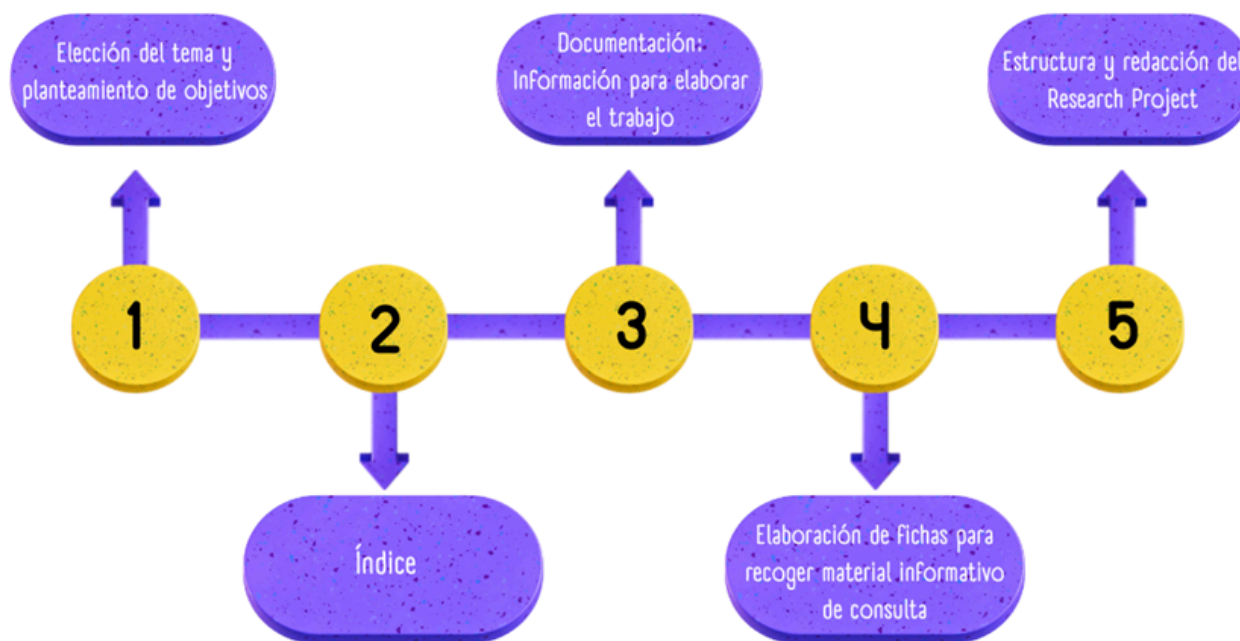 Elección del tema y
planteamiento de objetivos
Documentación:
Información para elaborar
el trabajo
Estructura y redacción del
Research Project
1
2
3
4
5
Índice
Elaboración de fichas para
recoger material informativo
de consulta